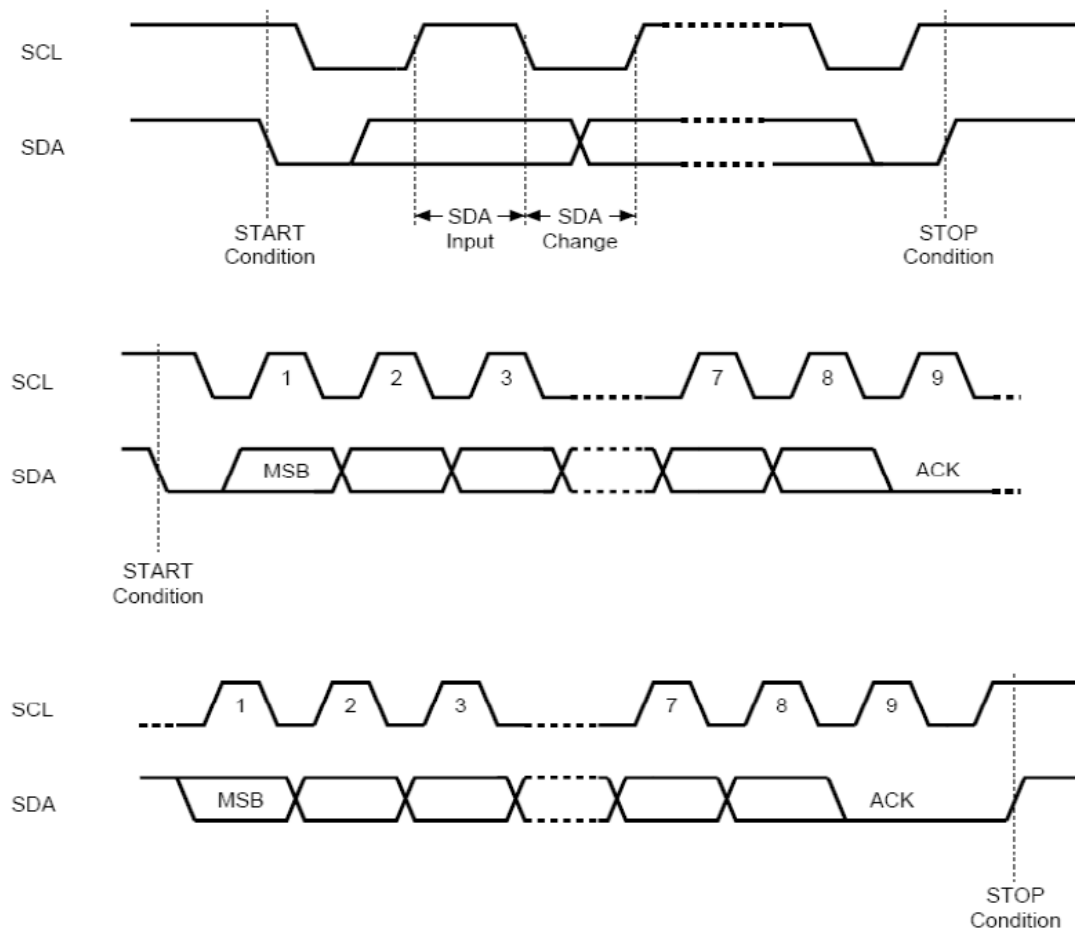 SCL
SDA
SDA
Input
SDA
Change
START
Condition
STOP
Condition
SCL
1 2 3 7 8 9
SDA
MSB
ACK
START
Condition
SCL
1 2 3 7 8 9
SDA
MSB
ACK
STOP
Condition